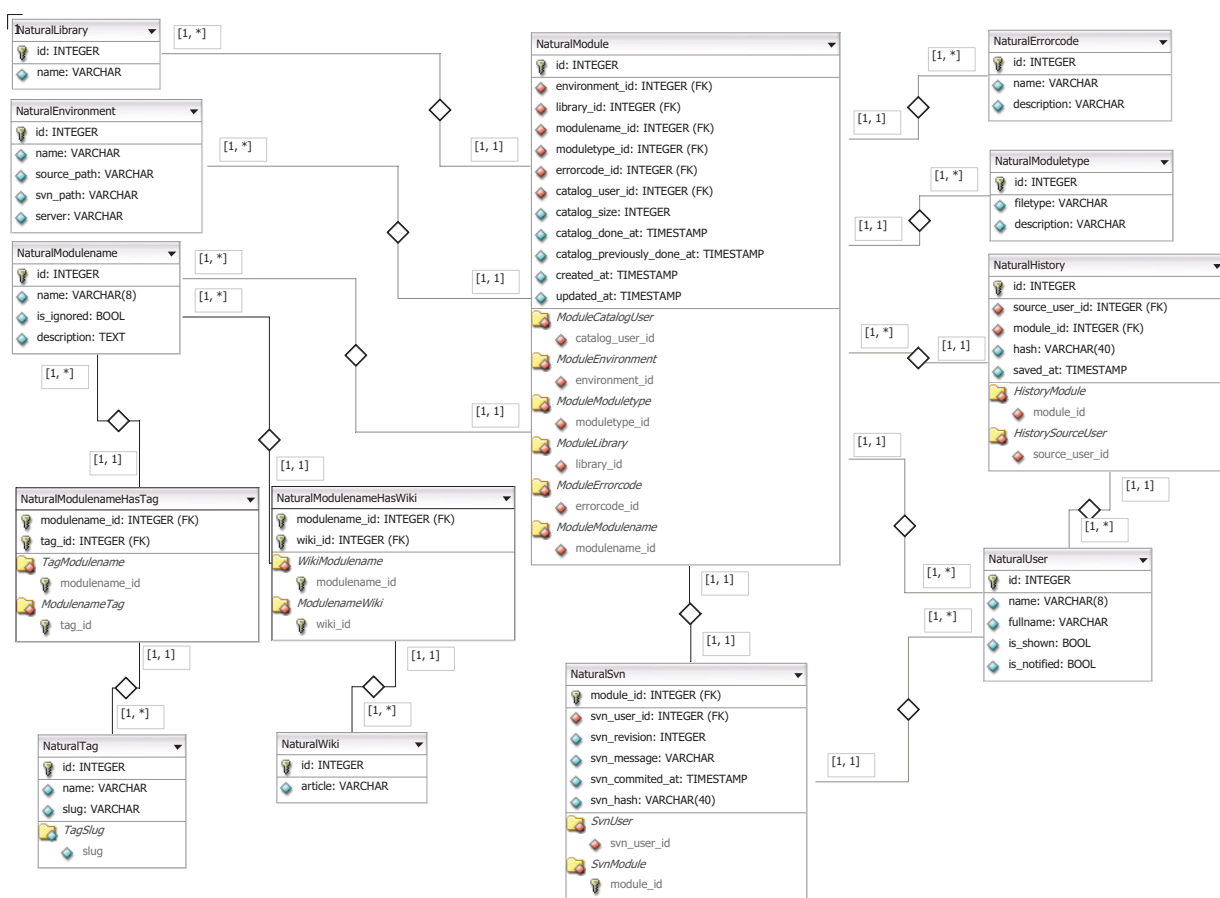 1
NaturalLibrary
id: INTEGER
name: VARCHAR
[1, *]
[1, 1]
NaturalEnvironment
id: INTEGER
name: VARCHAR
source_path: VARCHAR
svn_path: VARCHAR
server: VARCHAR
[1, *]
[1, 1]
NaturalModulename
id: INTEGER
name: VARCHAR(8)
is_ignored: BOOL
description: TEXT
[1, *]
[1, *]
[1, 1]
[1, *]
[1, 1]
[1, 1]
NaturalModulenameHasTag
modulename_id: INTEGER (FK)
tag_id: INTEGER (FK)
TagModulename
modulename_id
ModulenameTag
tag_id
[1, 1]
[1, *]
NaturalModulenameHasWiki
modulename_id: INTEGER (FK)
wiki_id: INTEGER (FK)
WikiModulename
modulename_id
ModulenameWiki
wiki_id
[1, 1]
[1, *]
NaturalTag
id: INTEGER
name: VARCHAR
slug: VARCHAR
TagSlug
slug
NaturalWiki
id: INTEGER
article: VARCHAR
NaturalModule
id: INTEGER
environment_id: INTEGER (FK)
library_id: INTEGER (FK)
modulename_id: INTEGER (FK)
moduletype_id: INTEGER (FK)
errorcode_id: INTEGER (FK)
catalog_user_id: INTEGER (FK)
catalog_size: INTEGER
catalog_done_at: TIMESTAMP
catalog_previously_done_at: TIMESTAMP
created_at: TIMESTAMP
updated_at: TIMESTAMP
ModuleCatalogUser
catalog_user_id
ModuleEnvironment
environment_id
ModuleModuletype
moduletype_id
ModuleLibrary
library_id
ModuleErrorcode
errorcode_id
ModuleModulename
modulename_id
[1, 1]
[1, 1]
NaturalSvn
module_id: INTEGER (FK)
svn_user_id: INTEGER (FK)
svn_revision: INTEGER
svn_message: VARCHAR
svn_commited_at: TIMESTAMP
svn_hash: VARCHAR(40)
SvnUser
svn_user_id
SvnModule
module_id
[1, *]
[1, 1]
NaturalErrorcode
id: INTEGER
name: VARCHAR
description: VARCHAR
[1, *]
[1, 1]
NaturalModuletype
id: INTEGER
filetype: VARCHAR
description: VARCHAR
[1, *]
[1, 1]
NaturalHistory
id: INTEGER
source_user_id: INTEGER (FK)
module_id: INTEGER (FK)
hash: VARCHAR(40)
saved_at: TIMESTAMP
HistoryModule
module_id
HistorySourceUser
source_user_id
[1, 1]
[1, 1]
[1, *]
[1, *]
[1, *]
[1, 1]
NaturalUser
id: INTEGER
name: VARCHAR(8)
fullname: VARCHAR
is_shown: BOOL
is_notified: BOOL